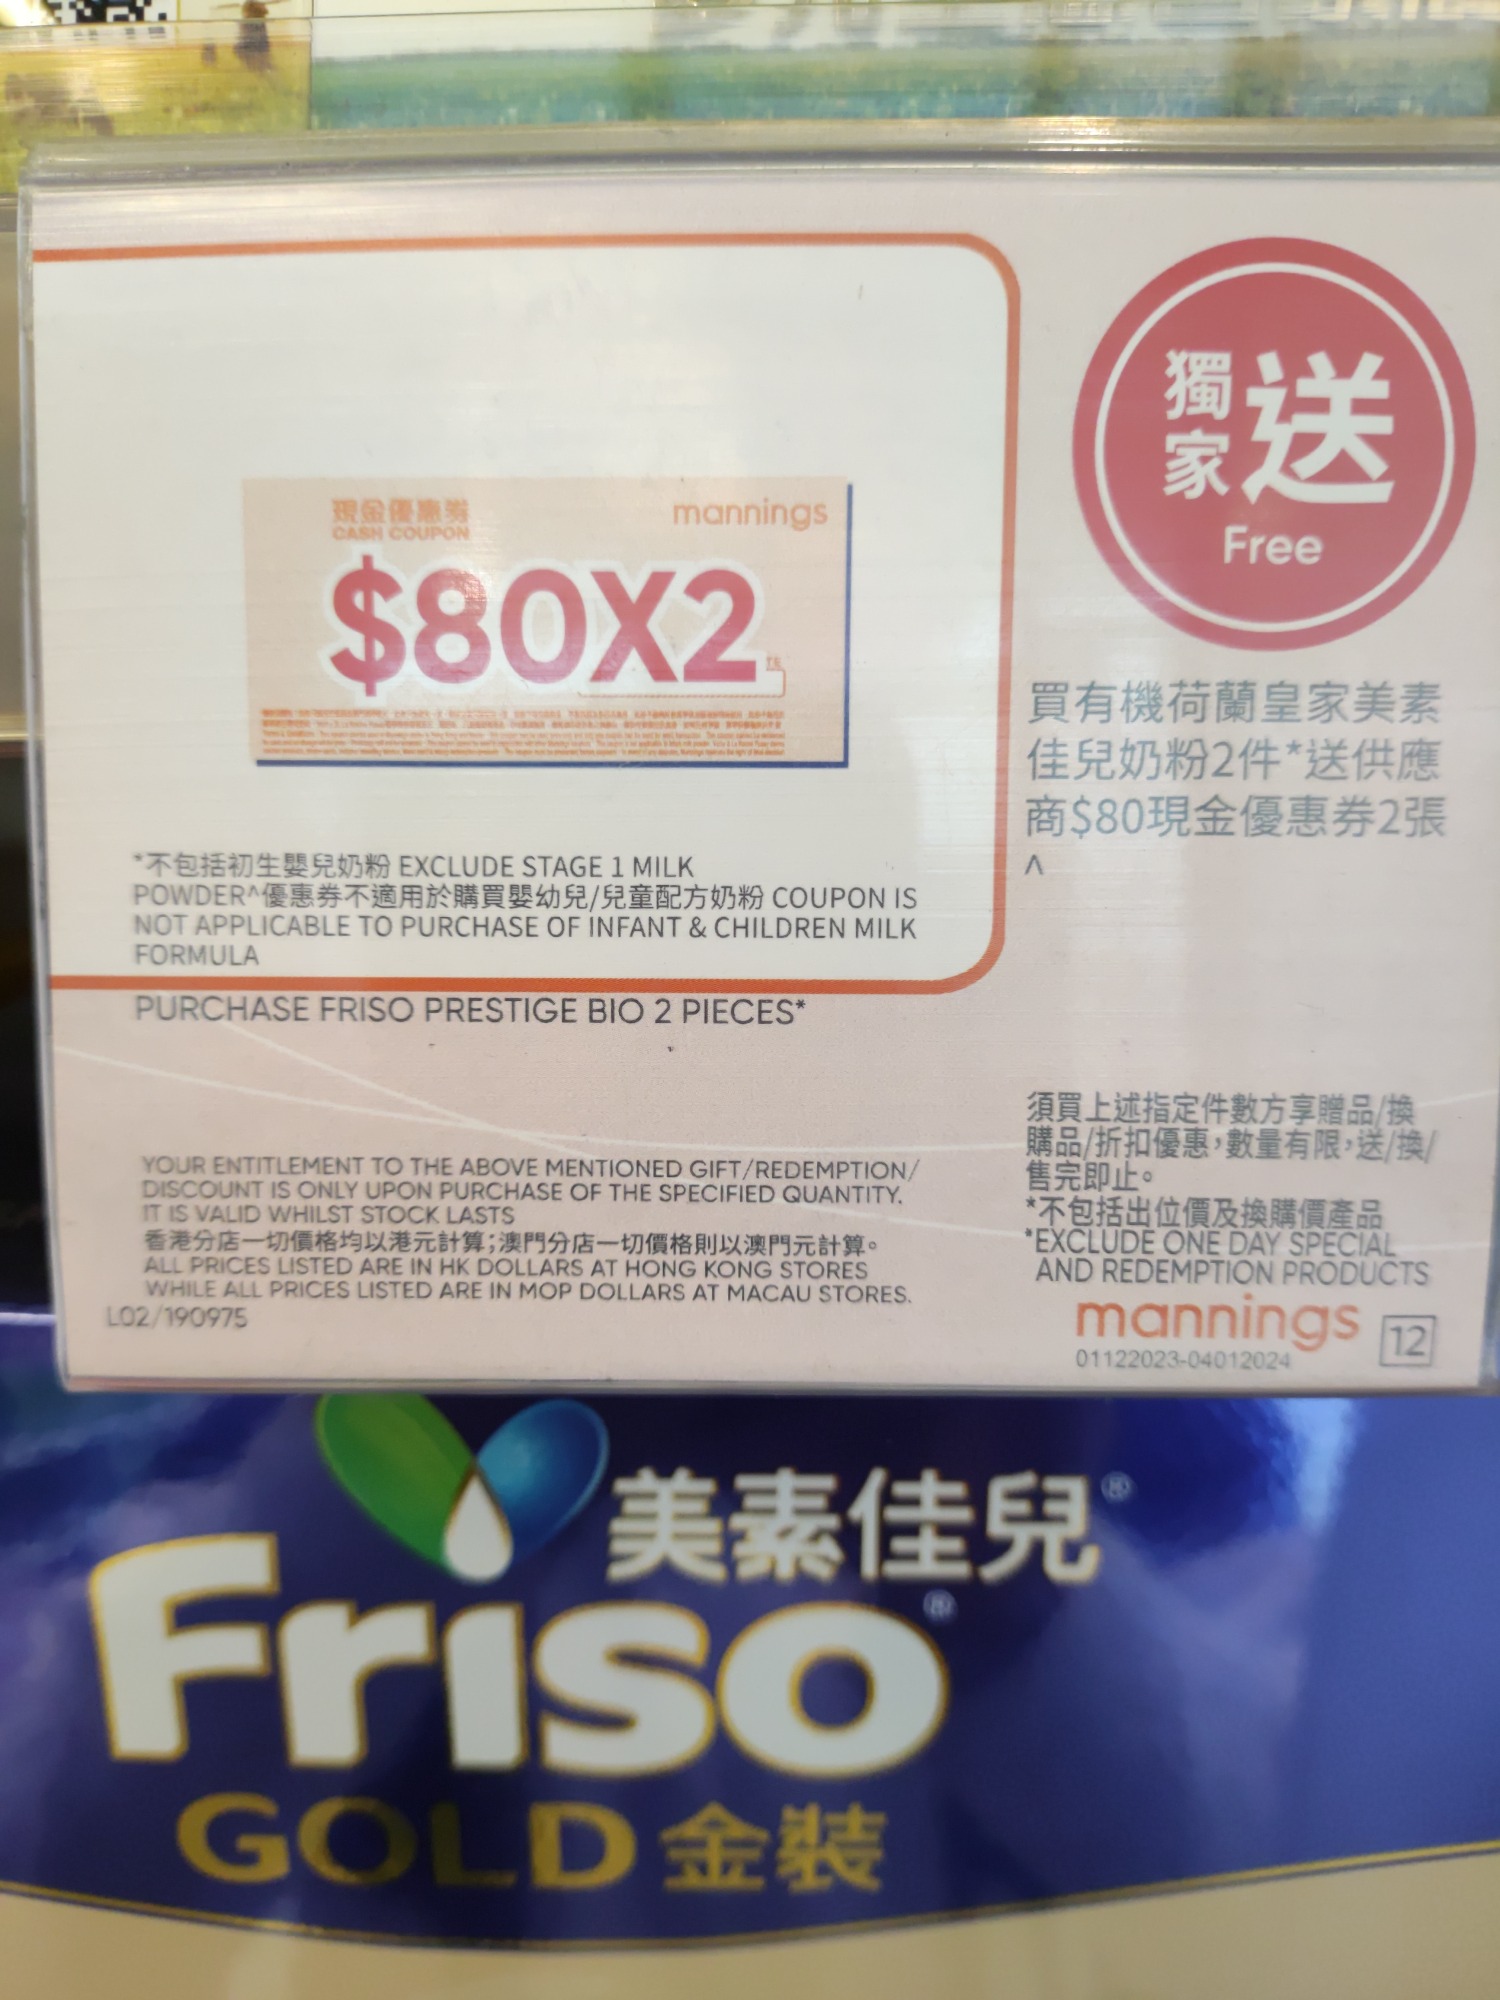 現金優惠券
CASH COUPON
mannings
$80X2
獨家送
Free
買有機荷蘭皇家美素
佳兒奶粉2件*送供應
商$80現金優惠券2張
^
*不包括初生嬰兒奶粉 EXCLUDE STAGE 1 MILK
POWDER^優惠券不適用於購買嬰幼兒/兒童配方奶粉 COUPON IS
NOT APPLICABLE TO PURCHASE OF INFANT & CHILDREN MILK
FORMULA
PURCHASE FRISO PRESTIGE BIO 2 PIECES*
須買上述指定件數方享贈品/換
購品/折扣優惠，數量有限，送/換/
售完即止。
*不包括出位價及換購價產品
*EXCLUDE ONE DAY SPECIAL
AND REDEMPTION PRODUCTS
YOUR ENTITLEMENT TO THE ABOVE MENTIONED GIFT/REDEMPTION/
DISCOUNT IS ONLY UPON PURCHASE OF THE SPECIFIED QUANTITY.
IT IS VALID WHILST STOCK LASTS
香港分店一切價格均以港元計算；澳門分店一切價格則以澳門元計算。
ALL PRICES LISTED ARE IN HK DOLLARS AT HONG KONG STORES
WHILE ALL PRICES LISTED ARE IN MOP DOLLARS AT MACAU STORES.
L02/190975
mannings 12
01122023-04012024
美素佳兒®
Friso®
GOLD 金裝